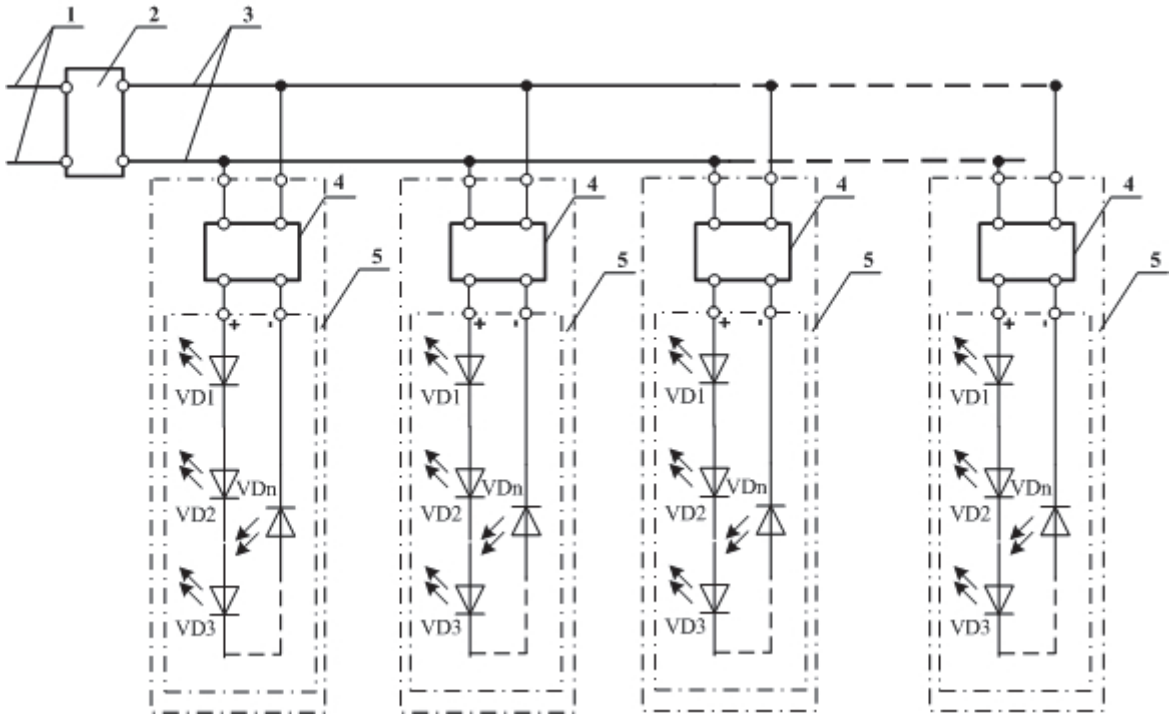 1 2 3
4 4 4 4
5 5 5 5
+ - + - + - + -
VD1 VD1 VD1 VD1
VDn VDn VDn VDn
VD2 VD2 VD2 VD2
VD3 VD3 VD3 VD3